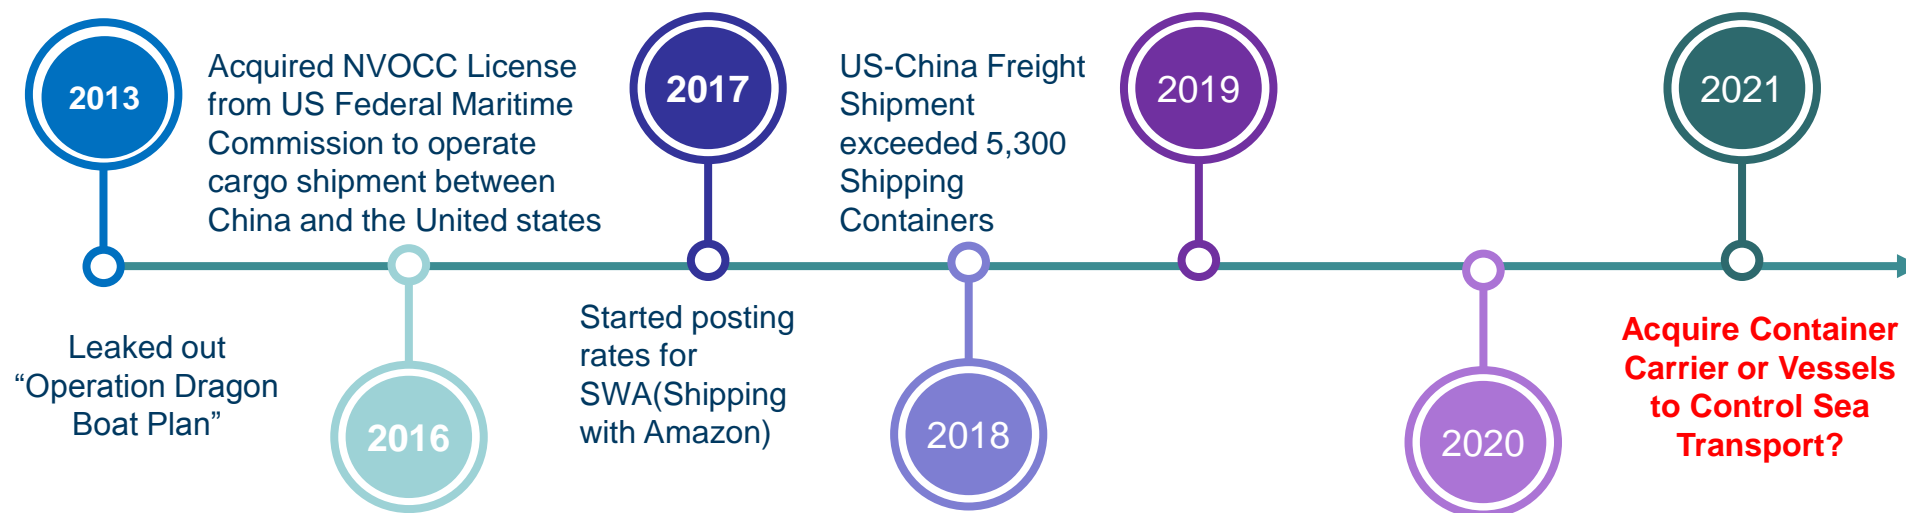 2013
Leaked out
“Operation Dragon
Boat Plan”
Acquired NVOCC License
from US Federal Maritime
Commission to operate
cargo shipment between
China and the United states
2016
2017
Started posting
rates for
SWA(Shipping
with Amazon)
US-China Freight
Shipment
exceeded 5,300
Shipping
Containers
2018
2019
2020
2021
Acquire Container
Carrier or Vessels
to Control Sea
Transport?